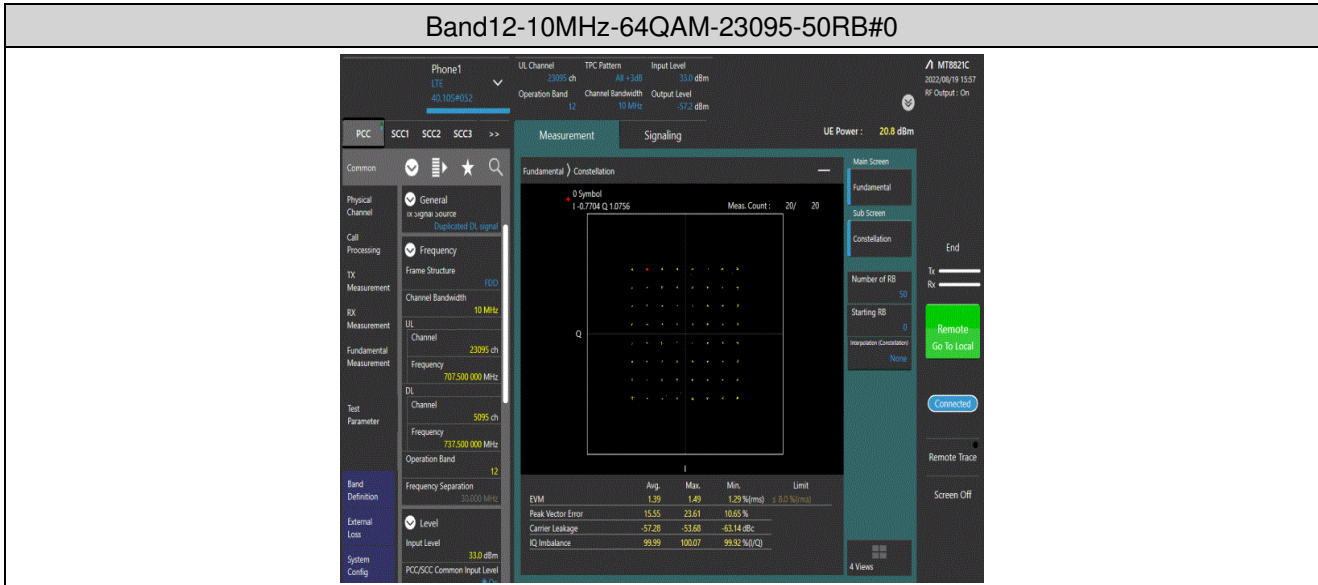 Band12-10MHz-64QAM-23095-50RB#0
Phone1
LTE
40.105#052
UL Channel
23095 ch
TPC Pattern
All +3dB
Input Level
33.0 dBm
Operation Band
12
Channel Bandwidth
10 MHz
Output Level
-57.2 dBm
MT8821C
2022/08/19 15:57
RF Output : On
PCC SCC1 SCC2 SCC3 >>
Measurement Signaling
UE Power : 20.8 dBm
Common
Physical
Channel
Call
Processing
TX
Measurement
RX
Measurement
Fundamental
Measurement
Test
Parameter
Band
Definition
External
Loss
System
Config
General
Tx Signal Source
Duplicated DL signal
Frequency
Frame Structure
FDD
Channel Bandwidth
10 MHz
UL
Channel
23095 ch
Frequency
707.500 000 MHz
DL
Channel
5095 ch
Frequency
737.500 000 MHz
Operation Band
12
Frequency Separation
30.000 MHz
Level
Input Level
33.0 dBm
PCC/SCC Common Input Level
On
Fundamental ⟩ Constellation
0 Symbol
I -0.7704 Q 1.0756
Meas. Count : 20/ 20
Q
I
Avg. Max. Min. Limit
EVM 1.39 1.49 1.29 %(rms) ≤ 8.0 %(rms)
Peak Vector Error 15.55 23.61 10.65 %
Carrier Leakage -57.28 -53.68 -63.14 dBc
IQ Imbalance 99.99 100.07 99.92 %(I/Q)
Main Screen
Fundamental
Sub Screen
Constellation
Number of RB
50
Starting RB
0
Interpolation (Constellation)
None
4 Views
End
Tx
Rx
Remote
Go To Local
Connected
Remote Trace
Screen Off